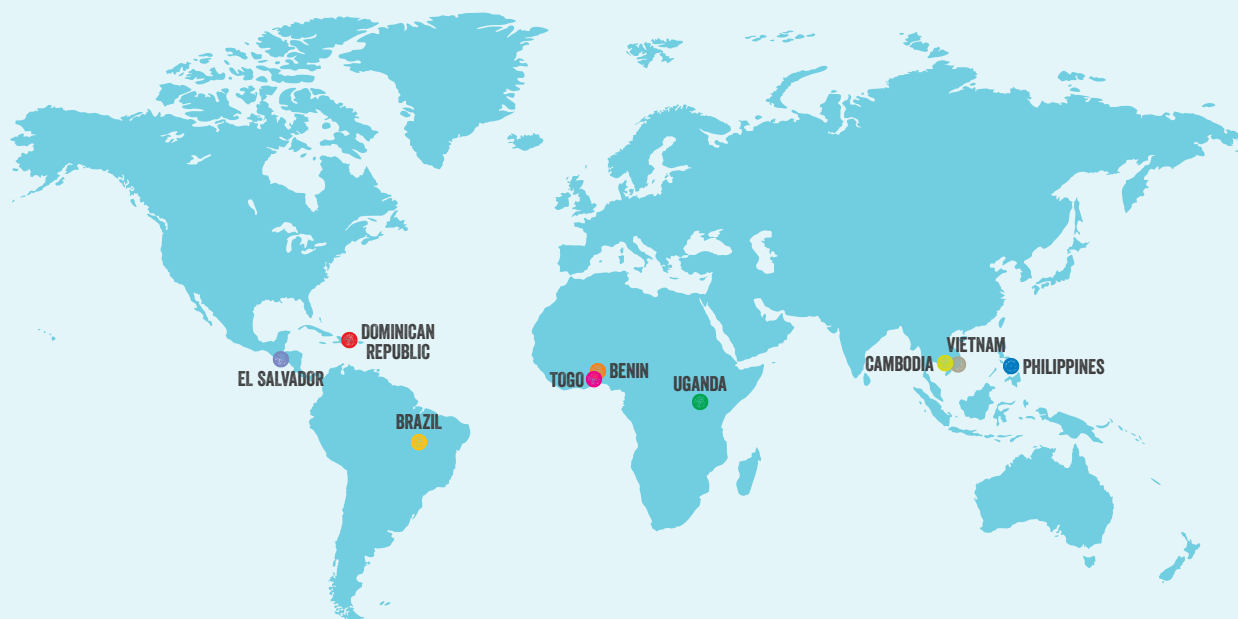 DOMINICAN
REPUBLIC
EL SALVADOR
BRAZIL
TOGO
BENIN
UGANDA
VIETNAM
CAMBODIA
PHILIPPINES